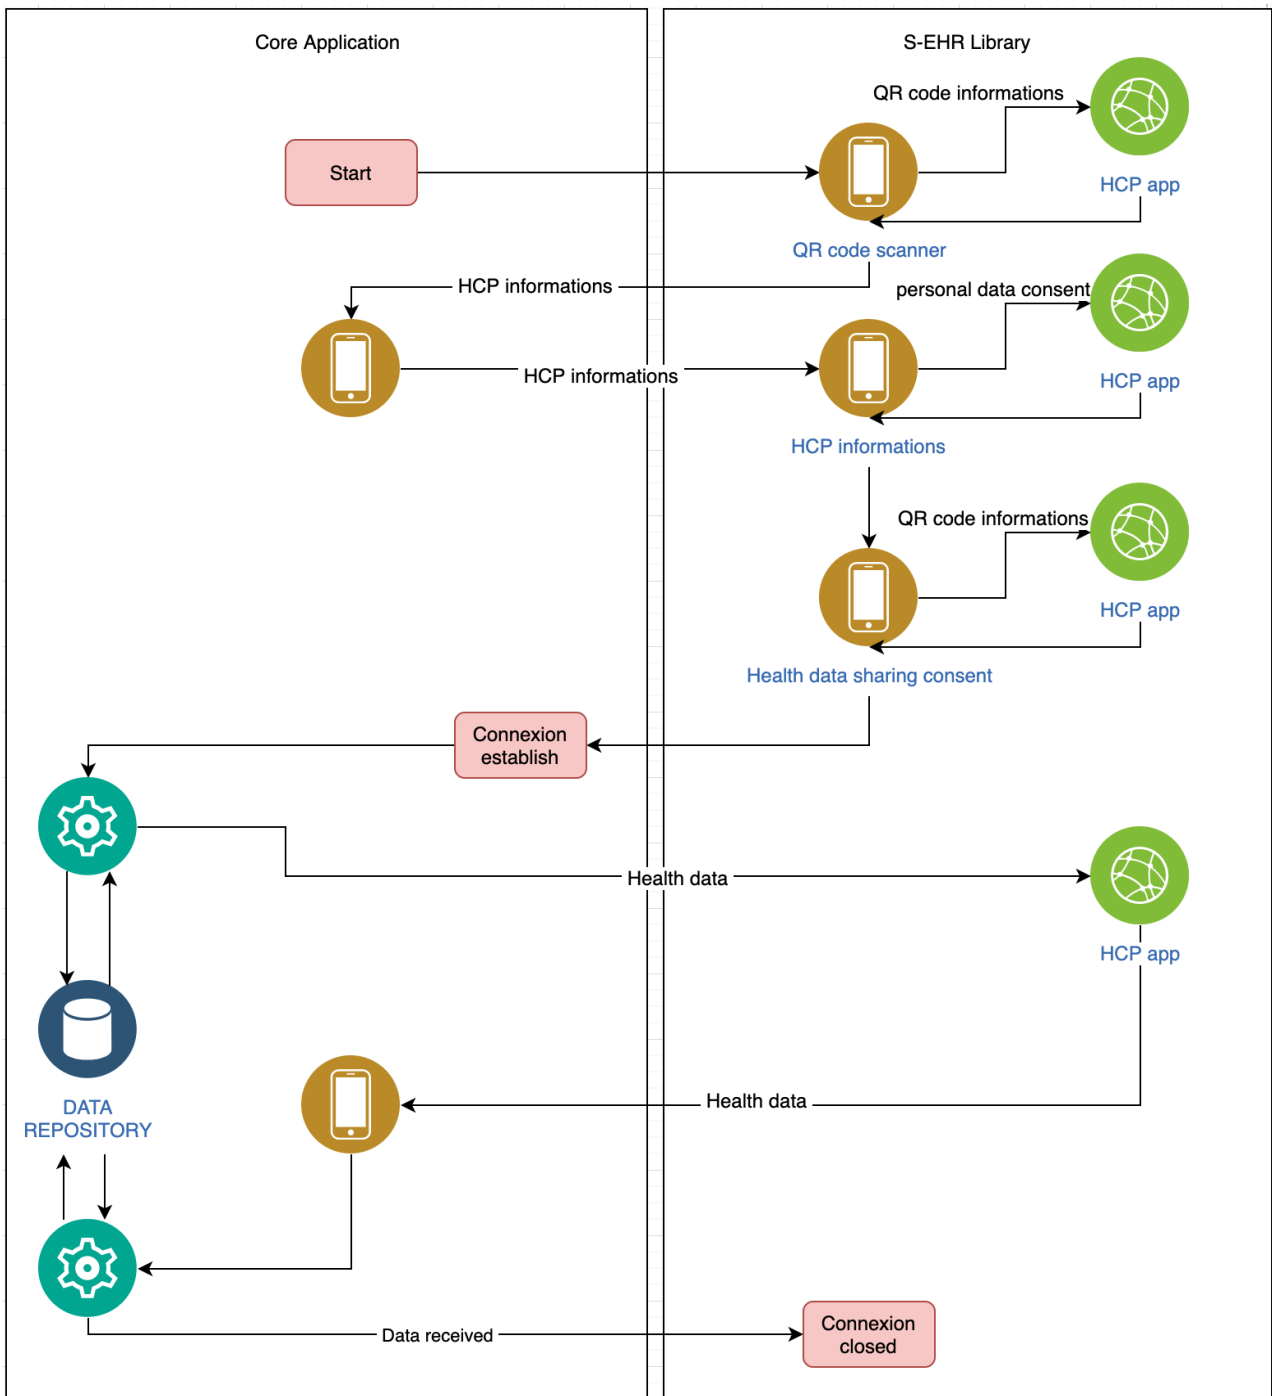 Core Application
S-EHR Library
QR code informations
Start
HCP app
QR code scanner
HCP informations
personal data consent
HCP informations
HCP app
HCP informations
QR code informations
HCP app
Health data sharing consent
Connexion
establish
Health data
HCP app
DATA
REPOSITORY
Health data
Connexion
closed
Data received